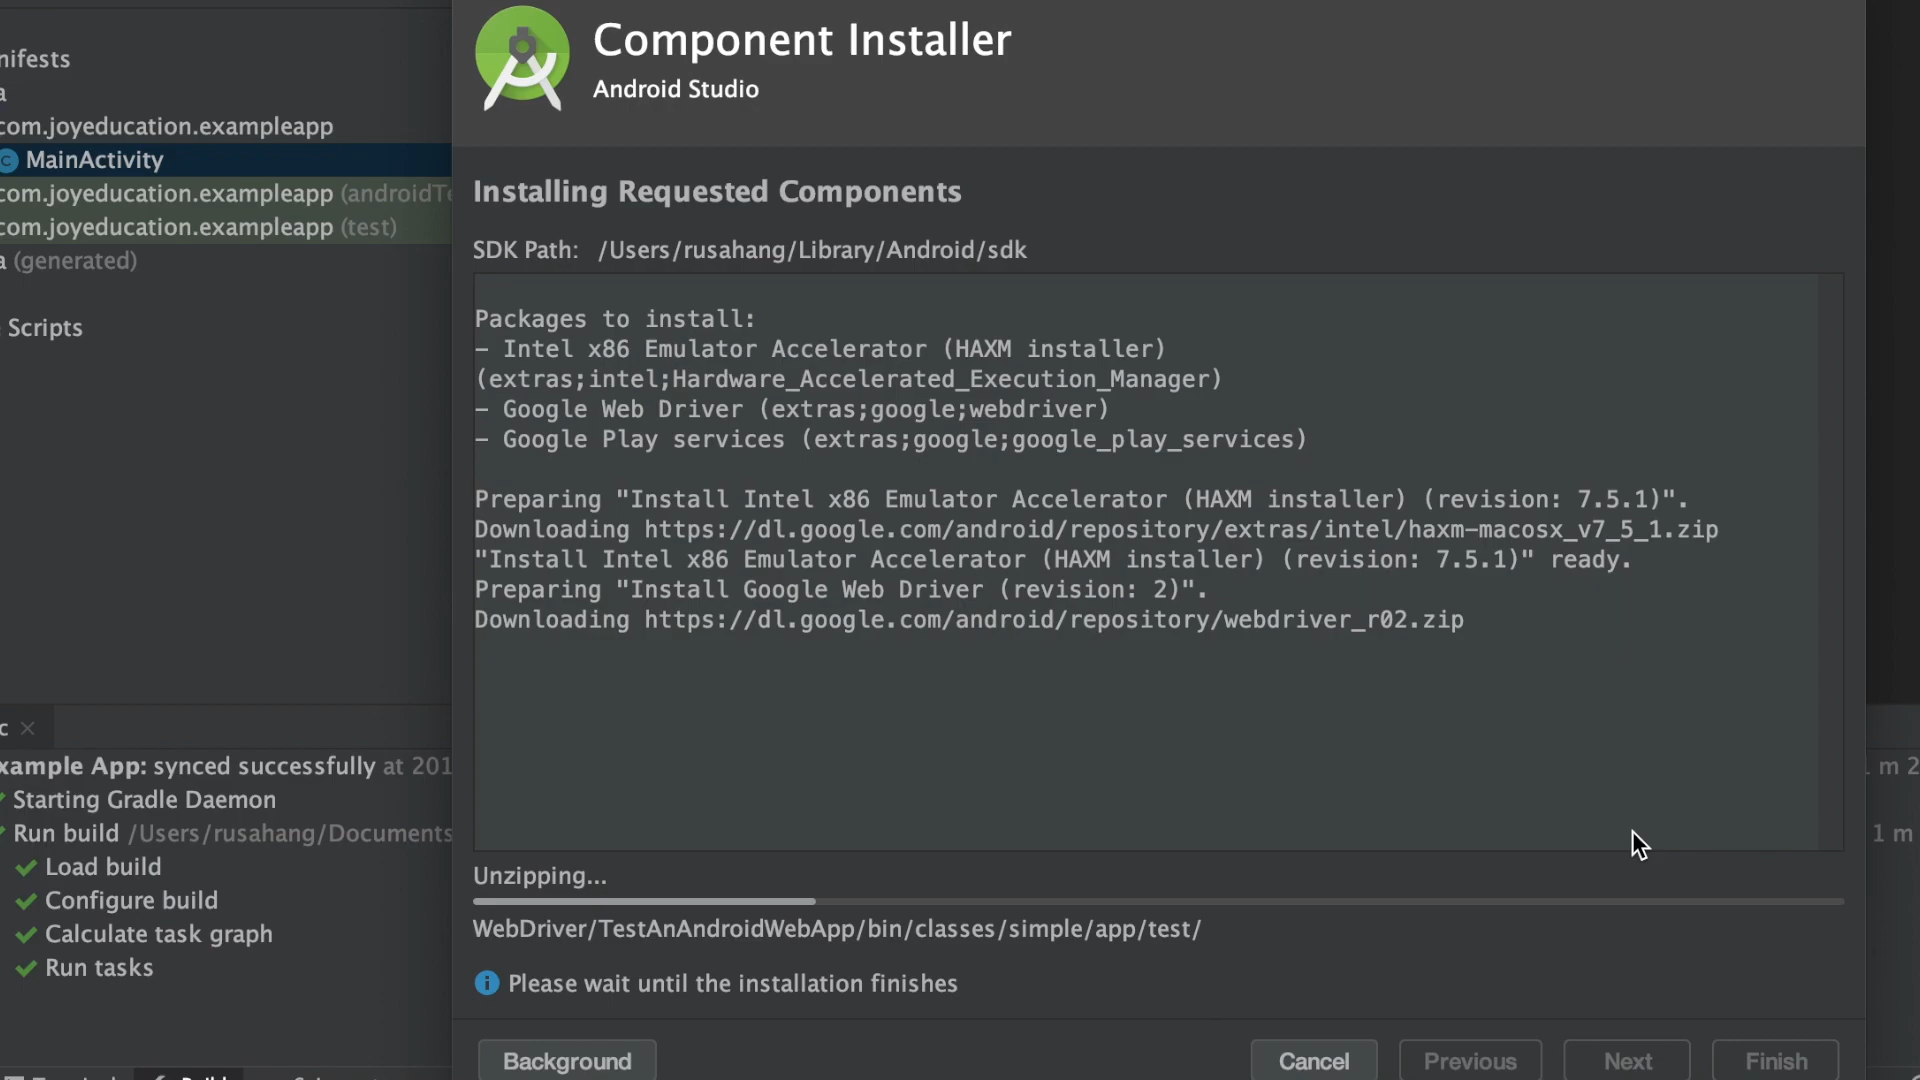 Component Installer
Android Studio
nifests
a
com.joyeducation.exampleapp
C MainActivity
com.joyeducation.exampleapp (androidTe
com.joyeducation.exampleapp (test)
a (generated)
Scripts
Installing Requested Components
SDK Path: /Users/rusahang/Library/Android/sdk
Packages to install:
- Intel x86 Emulator Accelerator (HAXM installer)
(extras;intel;Hardware_Accelerated_Execution_Manager)
- Google Web Driver (extras;google;webdriver)
- Google Play services (extras;google;google_play_services)
Preparing "Install Intel x86 Emulator Accelerator (HAXM installer) (revision: 7.5.1)".
Downloading https://dl.google.com/android/repository/extras/intel/haxm-macosx_v7_5_1.zip
"Install Intel x86 Emulator Accelerator (HAXM installer) (revision: 7.5.1)" ready.
Preparing "Install Google Web Driver (revision: 2)".
Downloading https://dl.google.com/android/repository/webdriver_r02.zip
c
xample App: synced successfully at 201
m 2
Starting Gradle Daemon
Run build /Users/rusahang/Documents
1 m
Load build
Configure build
Calculate task graph
Run tasks
Unzipping...
WebDriver/TestAnAndroidWebApp/bin/classes/simple/app/test/
Please wait until the installation finishes
Background
Cancel
Previous
Next
Finish